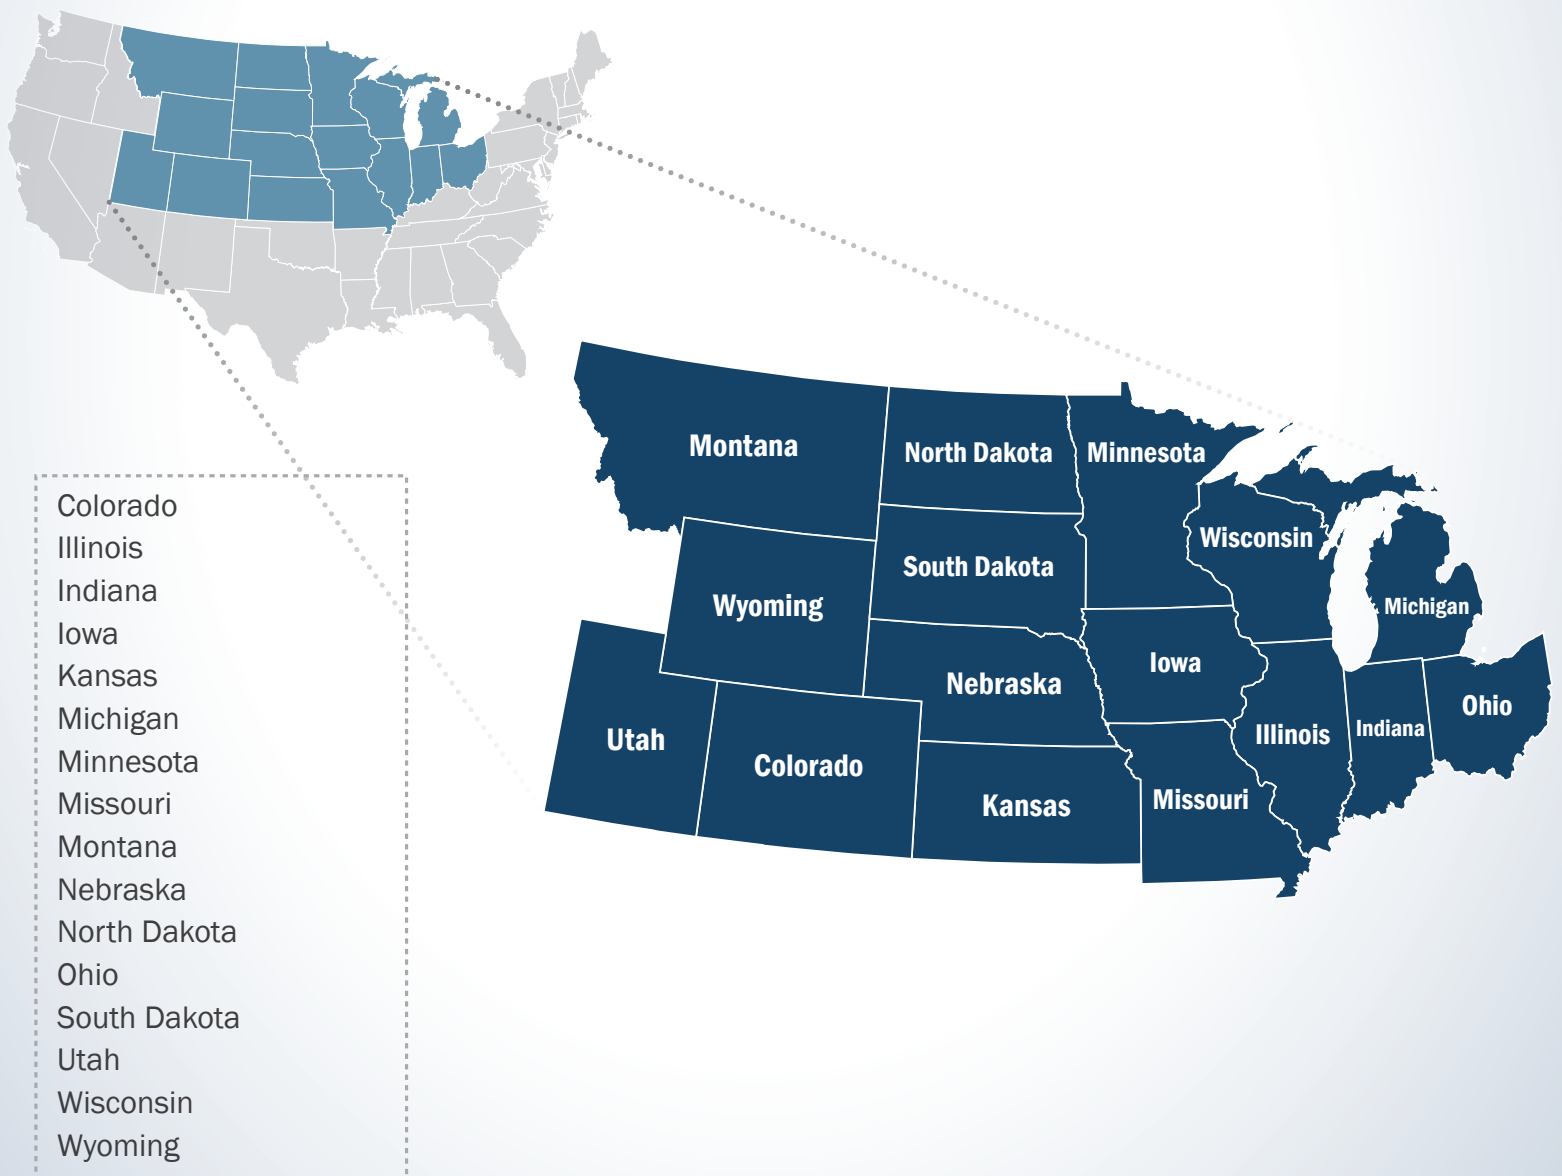 Montana
North Dakota
Minnesota
Wisconsin
South Dakota
Wyoming
Michigan
Iowa
Nebraska
Ohio
Utah
Illinois
Indiana
Colorado
Kansas
Missouri
Colorado
Illinois
Indiana
Iowa
Kansas
Michigan
Minnesota
Missouri
Montana
Nebraska
North Dakota
Ohio
South Dakota
Utah
Wisconsin
Wyoming